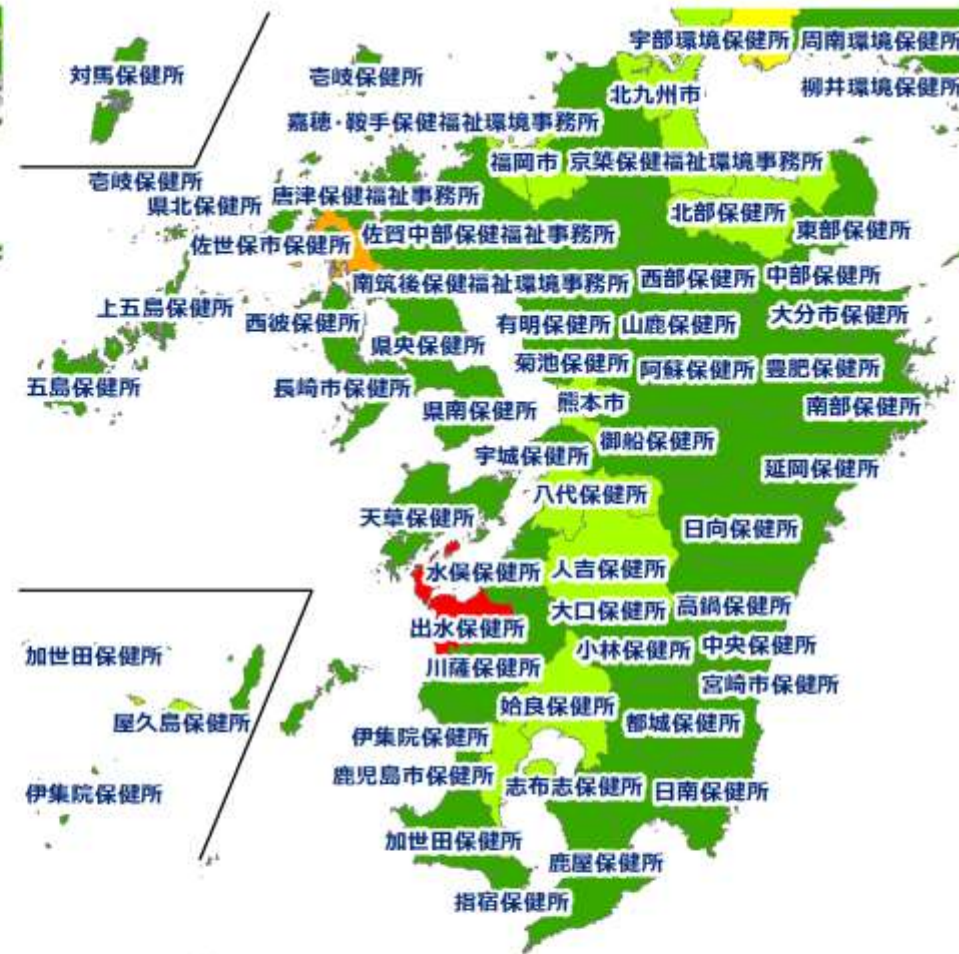 宇部環境保健所 周南環境保健所
対馬保健所
壱岐保健所
柳井環境保健所
北九州市
嘉穂・鞍手保健福祉環境事務所
福岡市 京築保健福祉環境事務所
壱岐保健所
唐津保健福祉事務所
県北保健所
北部保健所
東部保健所
佐世保市保健所
佐賀中部保健福祉事務所
南筑後保健福祉環境事務所
西部保健所
中部保健所
上五島保健所
西彼保健所
有明保健所
山鹿保健所
大分市保健所
県央保健所
菊池保健所
阿蘇保健所
豊肥保健所
五島保健所
長崎市保健所
県南保健所
熊本市
南部保健所
御船保健所
宇城保健所
延岡保健所
八代保健所
天草保健所
日向保健所
水俣保健所
人吉保健所
大口保健所
高鍋保健所
出水保健所
小林保健所
中央保健所
加世田保健所
川薩保健所
宮崎市保健所
姶良保健所
屋久島保健所
都城保健所
伊集院保健所
鹿児島市保健所
志布志保健所
日南保健所
伊集院保健所
加世田保健所
鹿屋保健所
指宿保健所